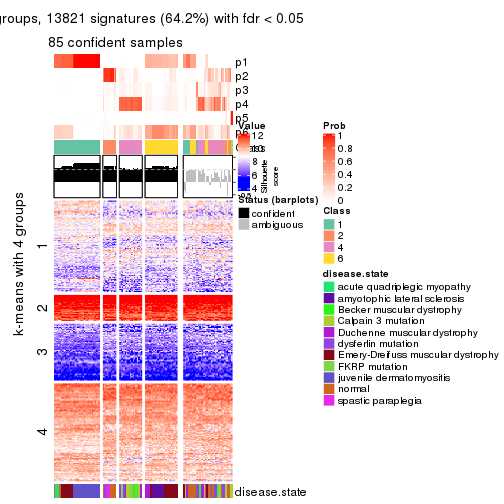 groups, 13821 signatures (64.2%) with fdr < 0.05
85 confident samples
p1
p2
p3
p4
p5
p6
Class
k-means with 4 groups
1
2
3
4
Value
12
10
8
6
4
Silhouette
score
Status (barplots)
confident
ambiguous
Prob
1
0.8
0.6
0.4
0.2
0
Class
1
2
4
6
disease.state
acute quadriplegic myopathy
amyotophic lateral sclerosis
Becker muscular dystrophy
Calpain 3 mutation
Duchenne muscular dystrophy
dysferlin mutation
Emery-Dreifuss muscular dystrophy
FKRP mutation
juvenile dermatomyositis
normal
spastic paraplegia
disease.state